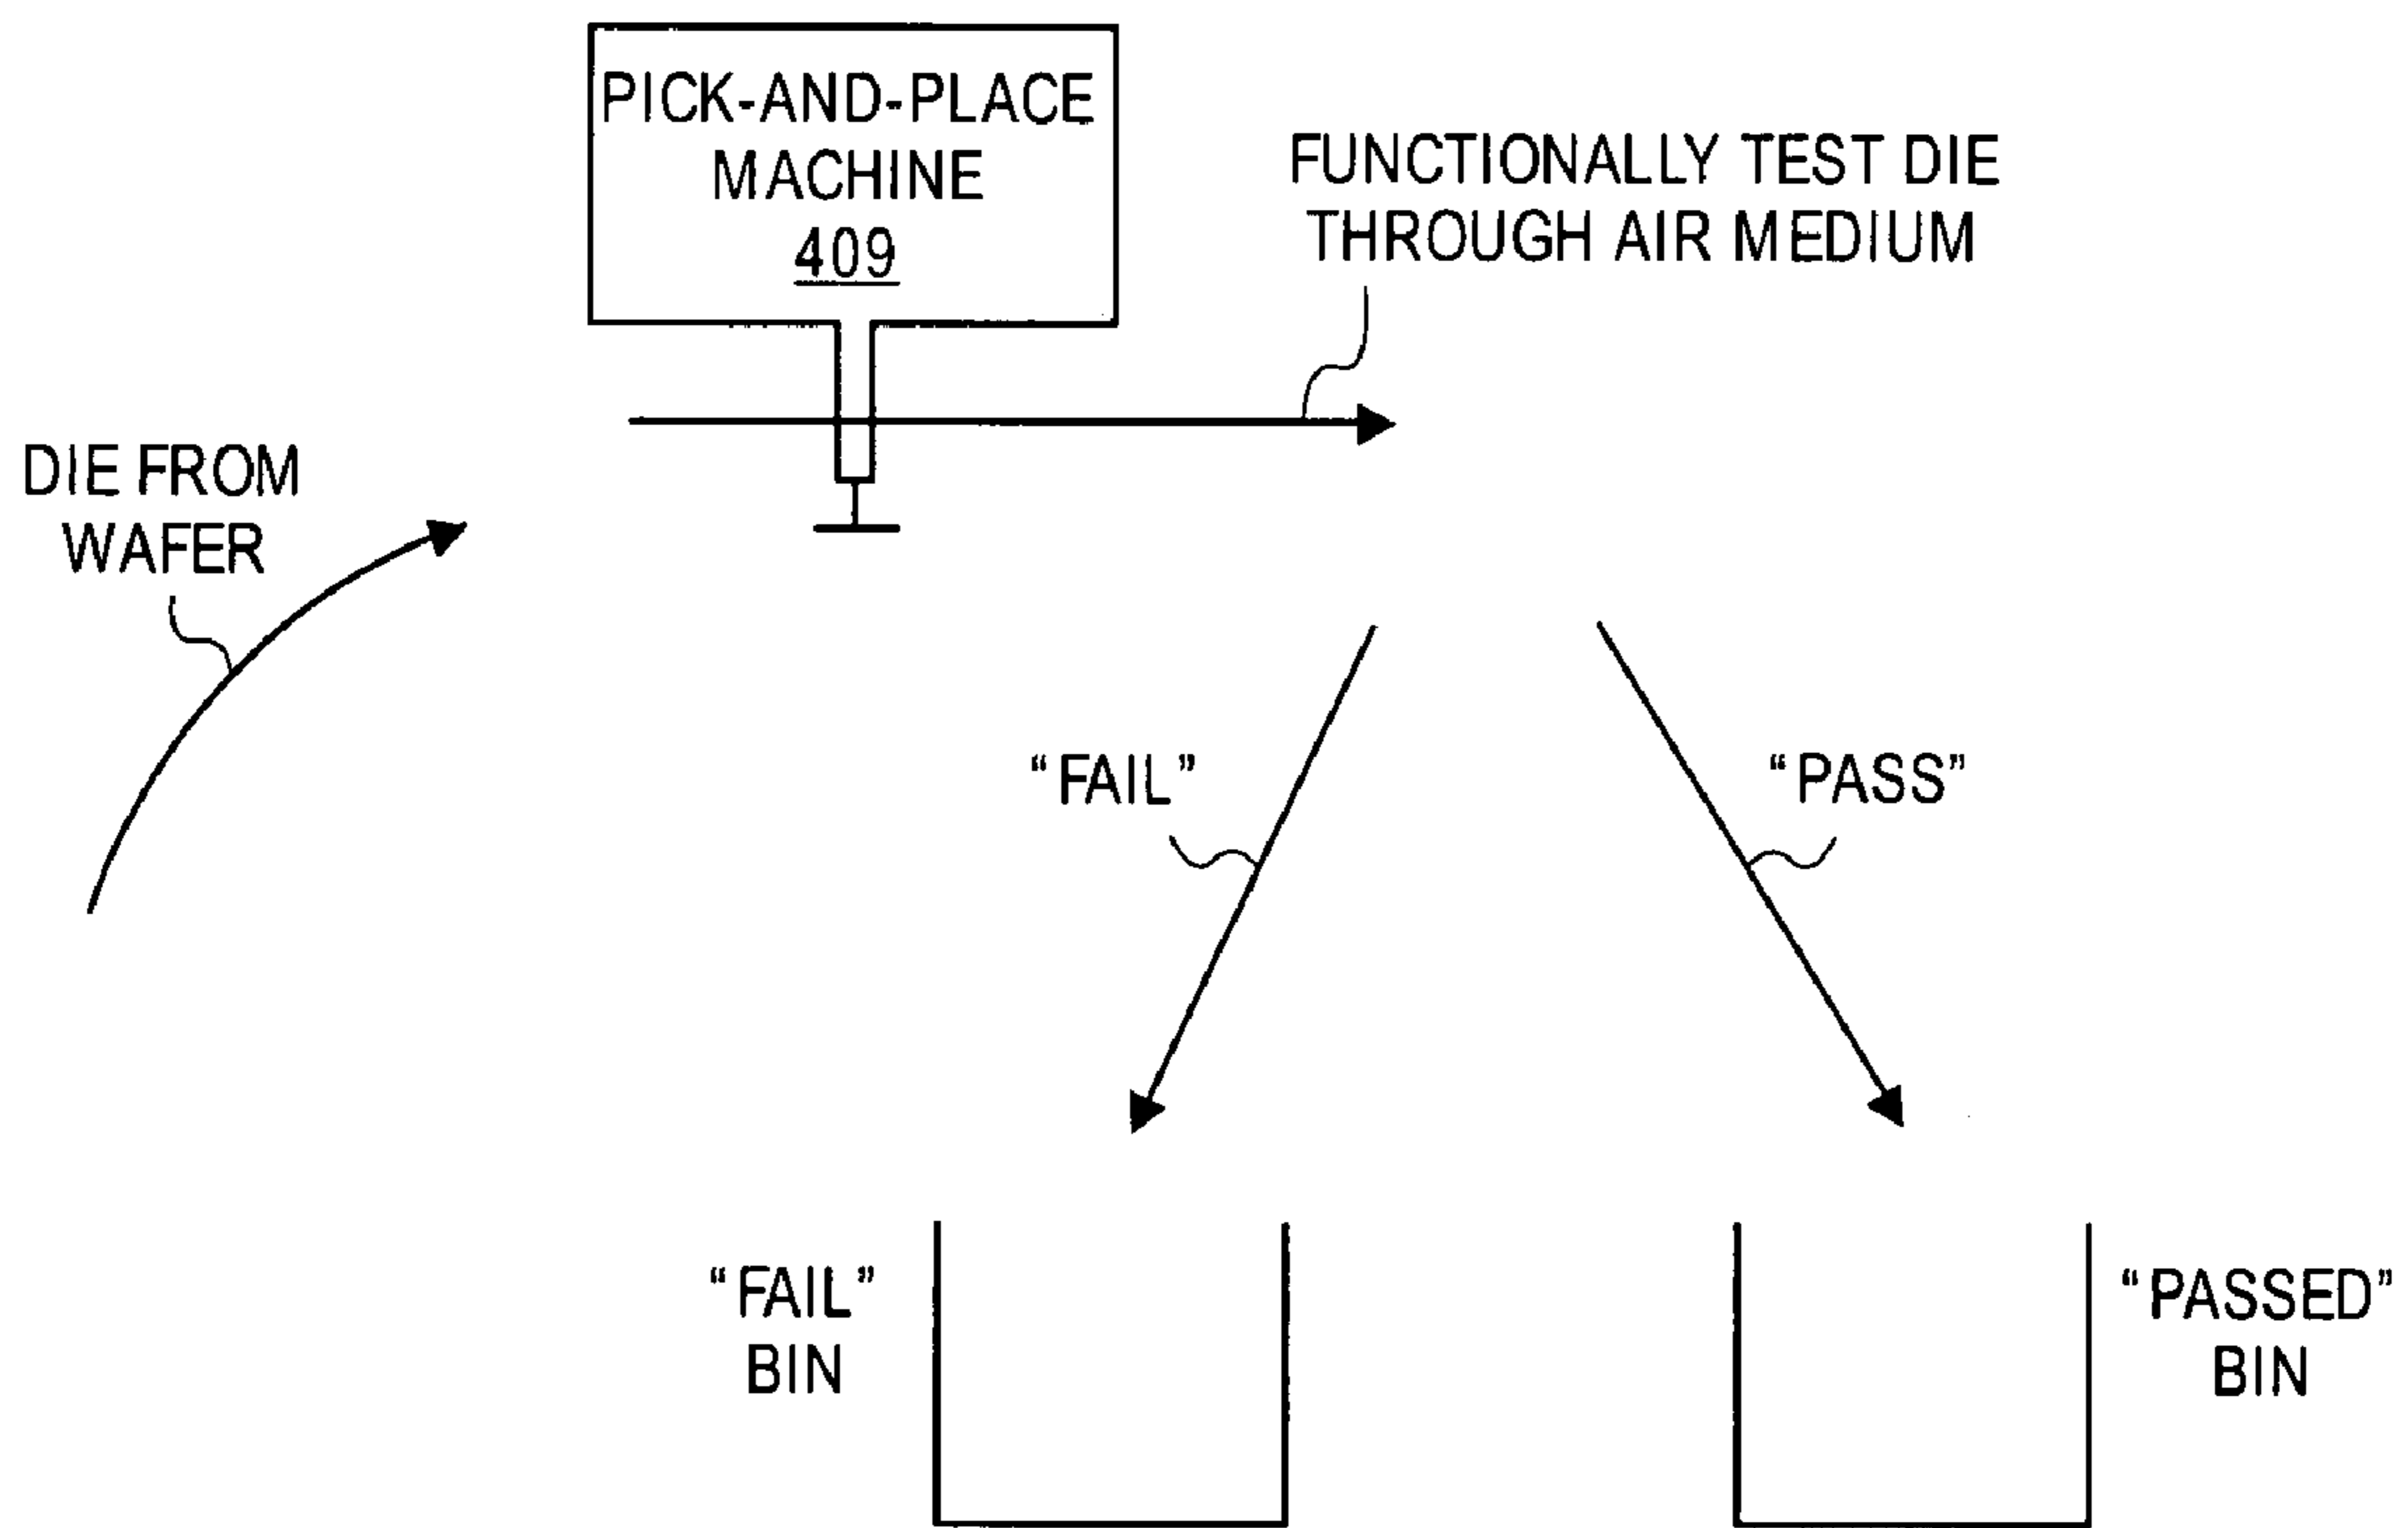 PICK-AND-PLACE
MACHINE
409
FUNCTIONALLY TEST DIE
THROUGH AIR MEDIUM
DIE FROM
WAFER
“FAIL”
“PASS”
“FAIL”
BIN
“PASSED”
BIN